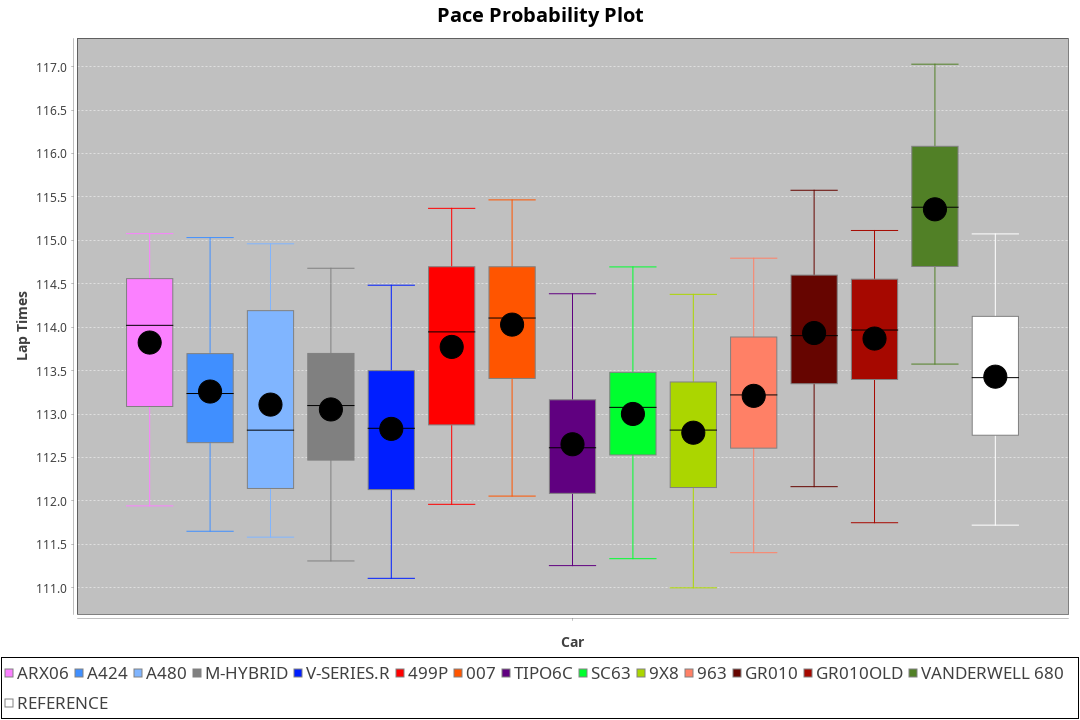 Pace Probability Plot
117.0
116.5
116.0
115.5
115.0
114.5
114.0
113.5
113.0
112.5
112.0
111.5
111.0
Lap Times
Car
ARX06 A424 A480 M-HYBRID V-SERIES.R 499P 007 TIPO6C SC63 9X8 963 GR010 GR010OLD VANDERWELL 680
REFERENCE